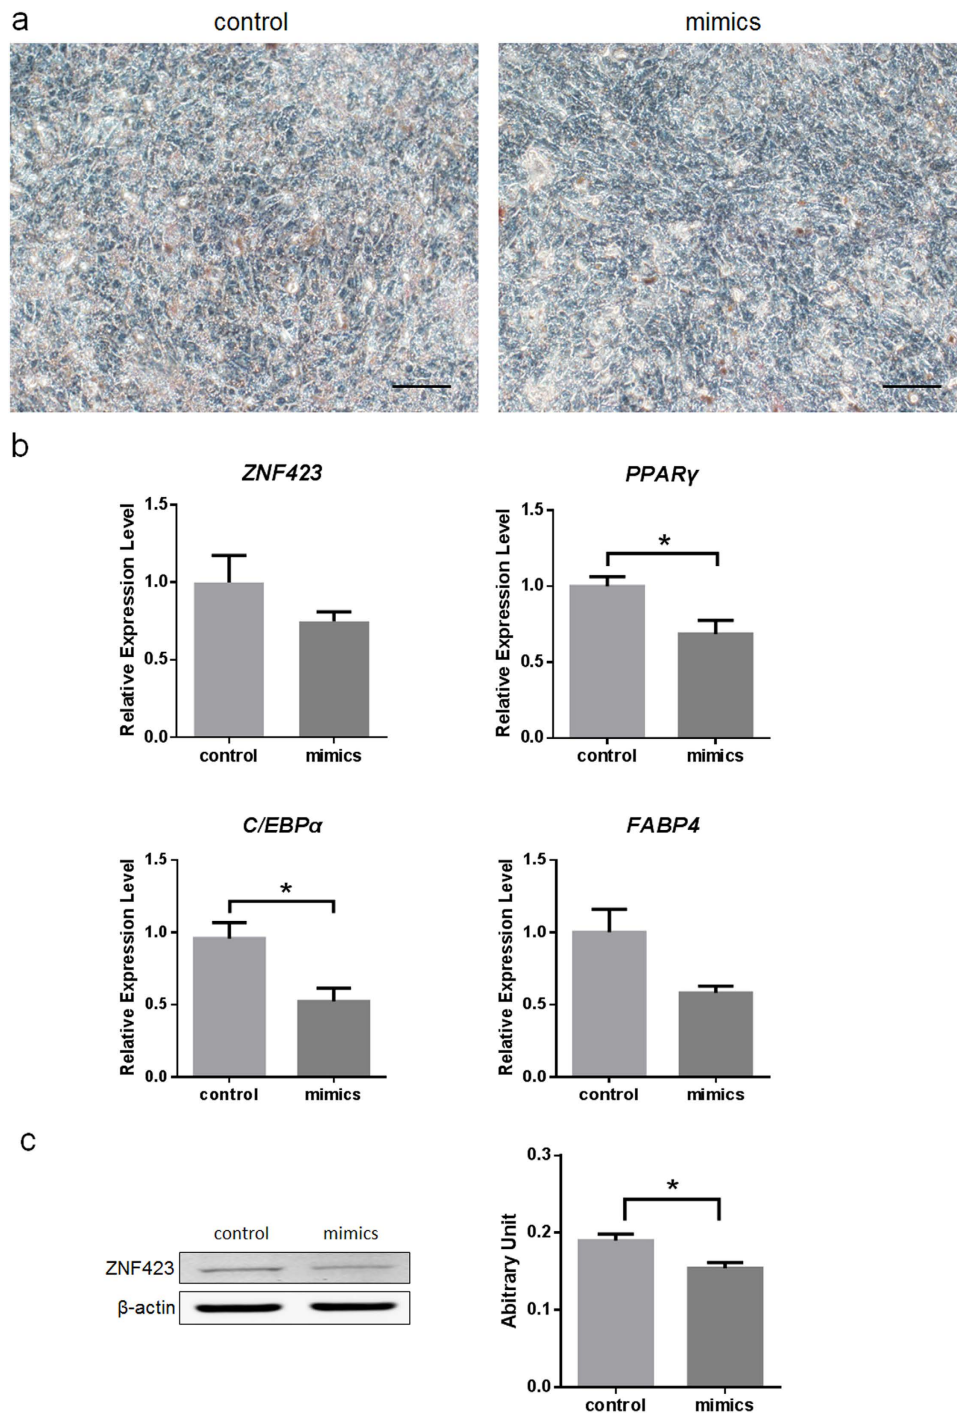 a
control mimics
b
ZNF423
Relative Expression Level
1.5
1.0
0.5
0.0
control mimics
PPARγ
Relative Expression Level
1.5
1.0
0.5
0.0
*
control mimics
C/EBPα
Relative Expression Level
1.5
1.0
0.5
0.0
*
control mimics
FABP4
Relative Expression Level
1.5
1.0
0.5
0.0
control mimics
c
control mimics
ZNF423
β-actin
Abitrary Unit
0.3
0.2
0.1
0.0
*
control mimics